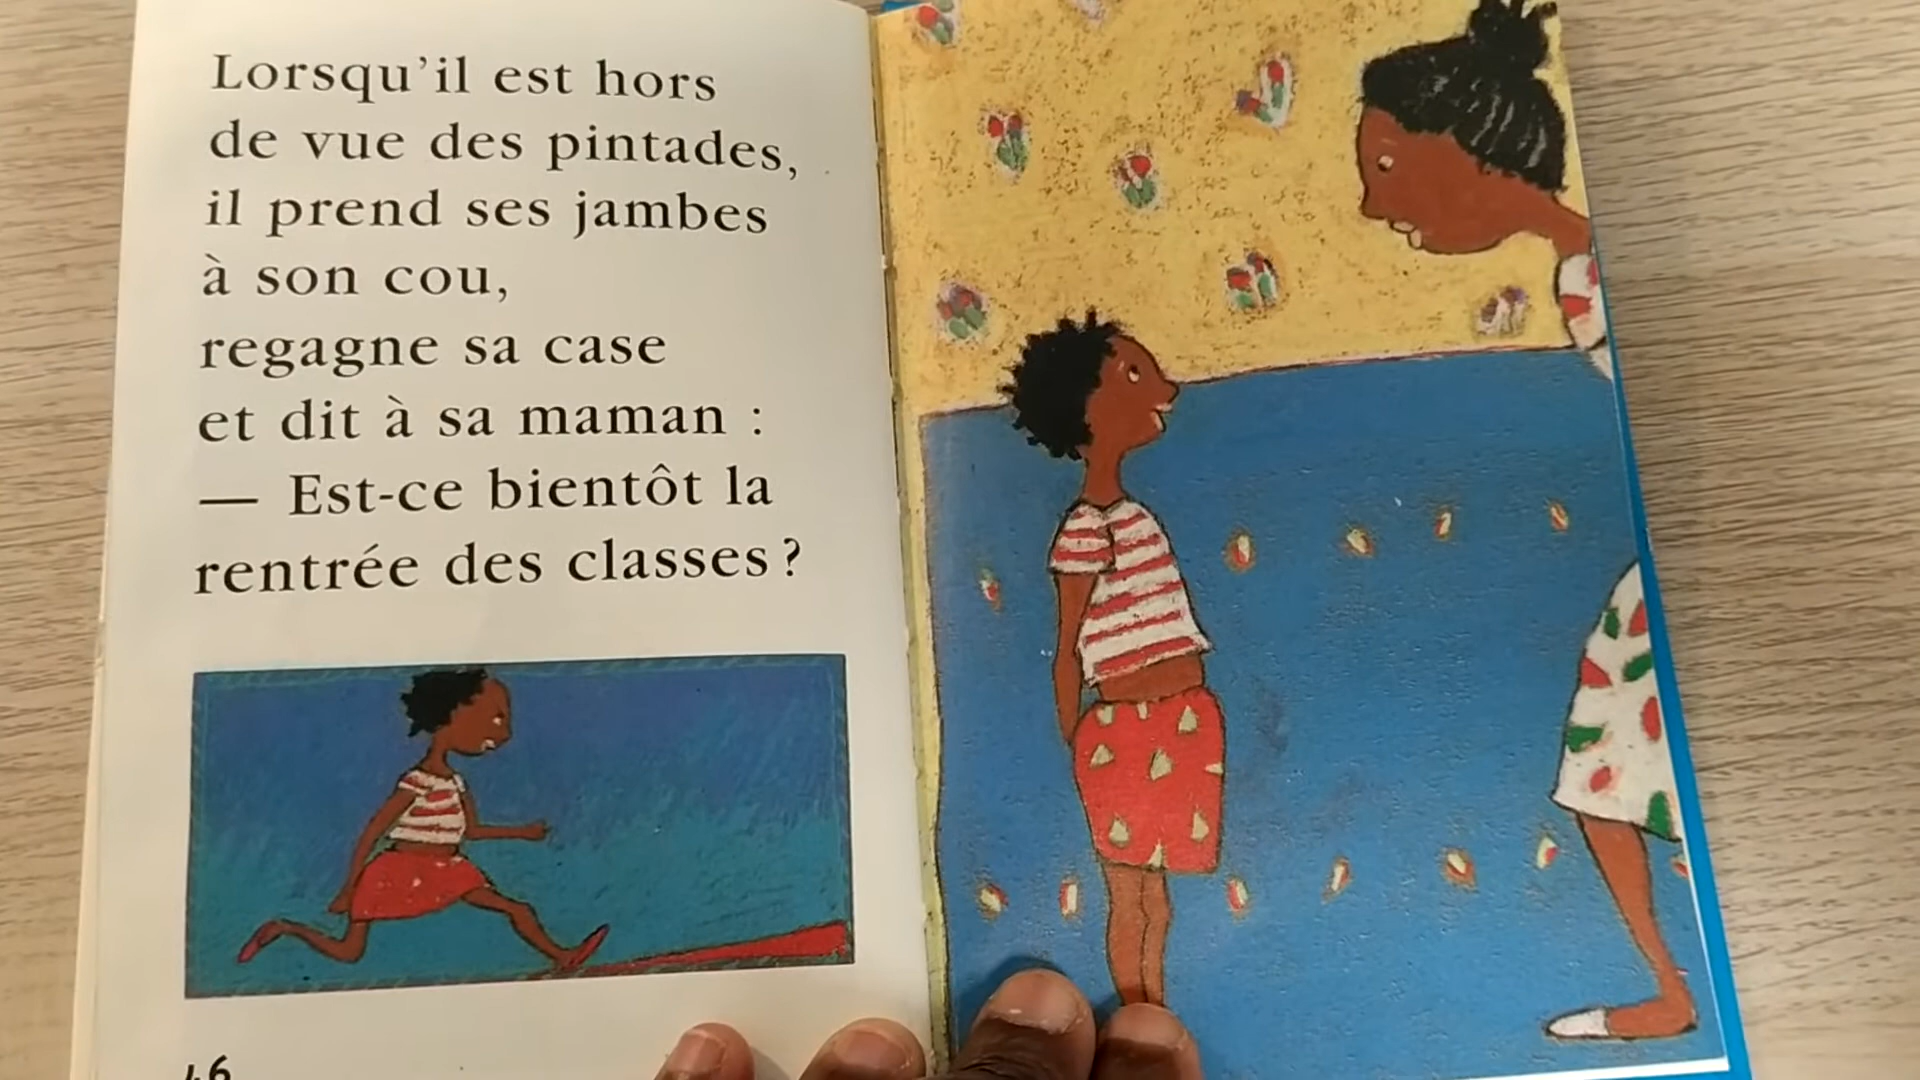 Lorsqu'il est hors
de vue des pintades,
il prend ses jambes
à son cou,
regagne sa case
et dit à sa maman :
— Est-ce bientôt la
rentrée des classes ?